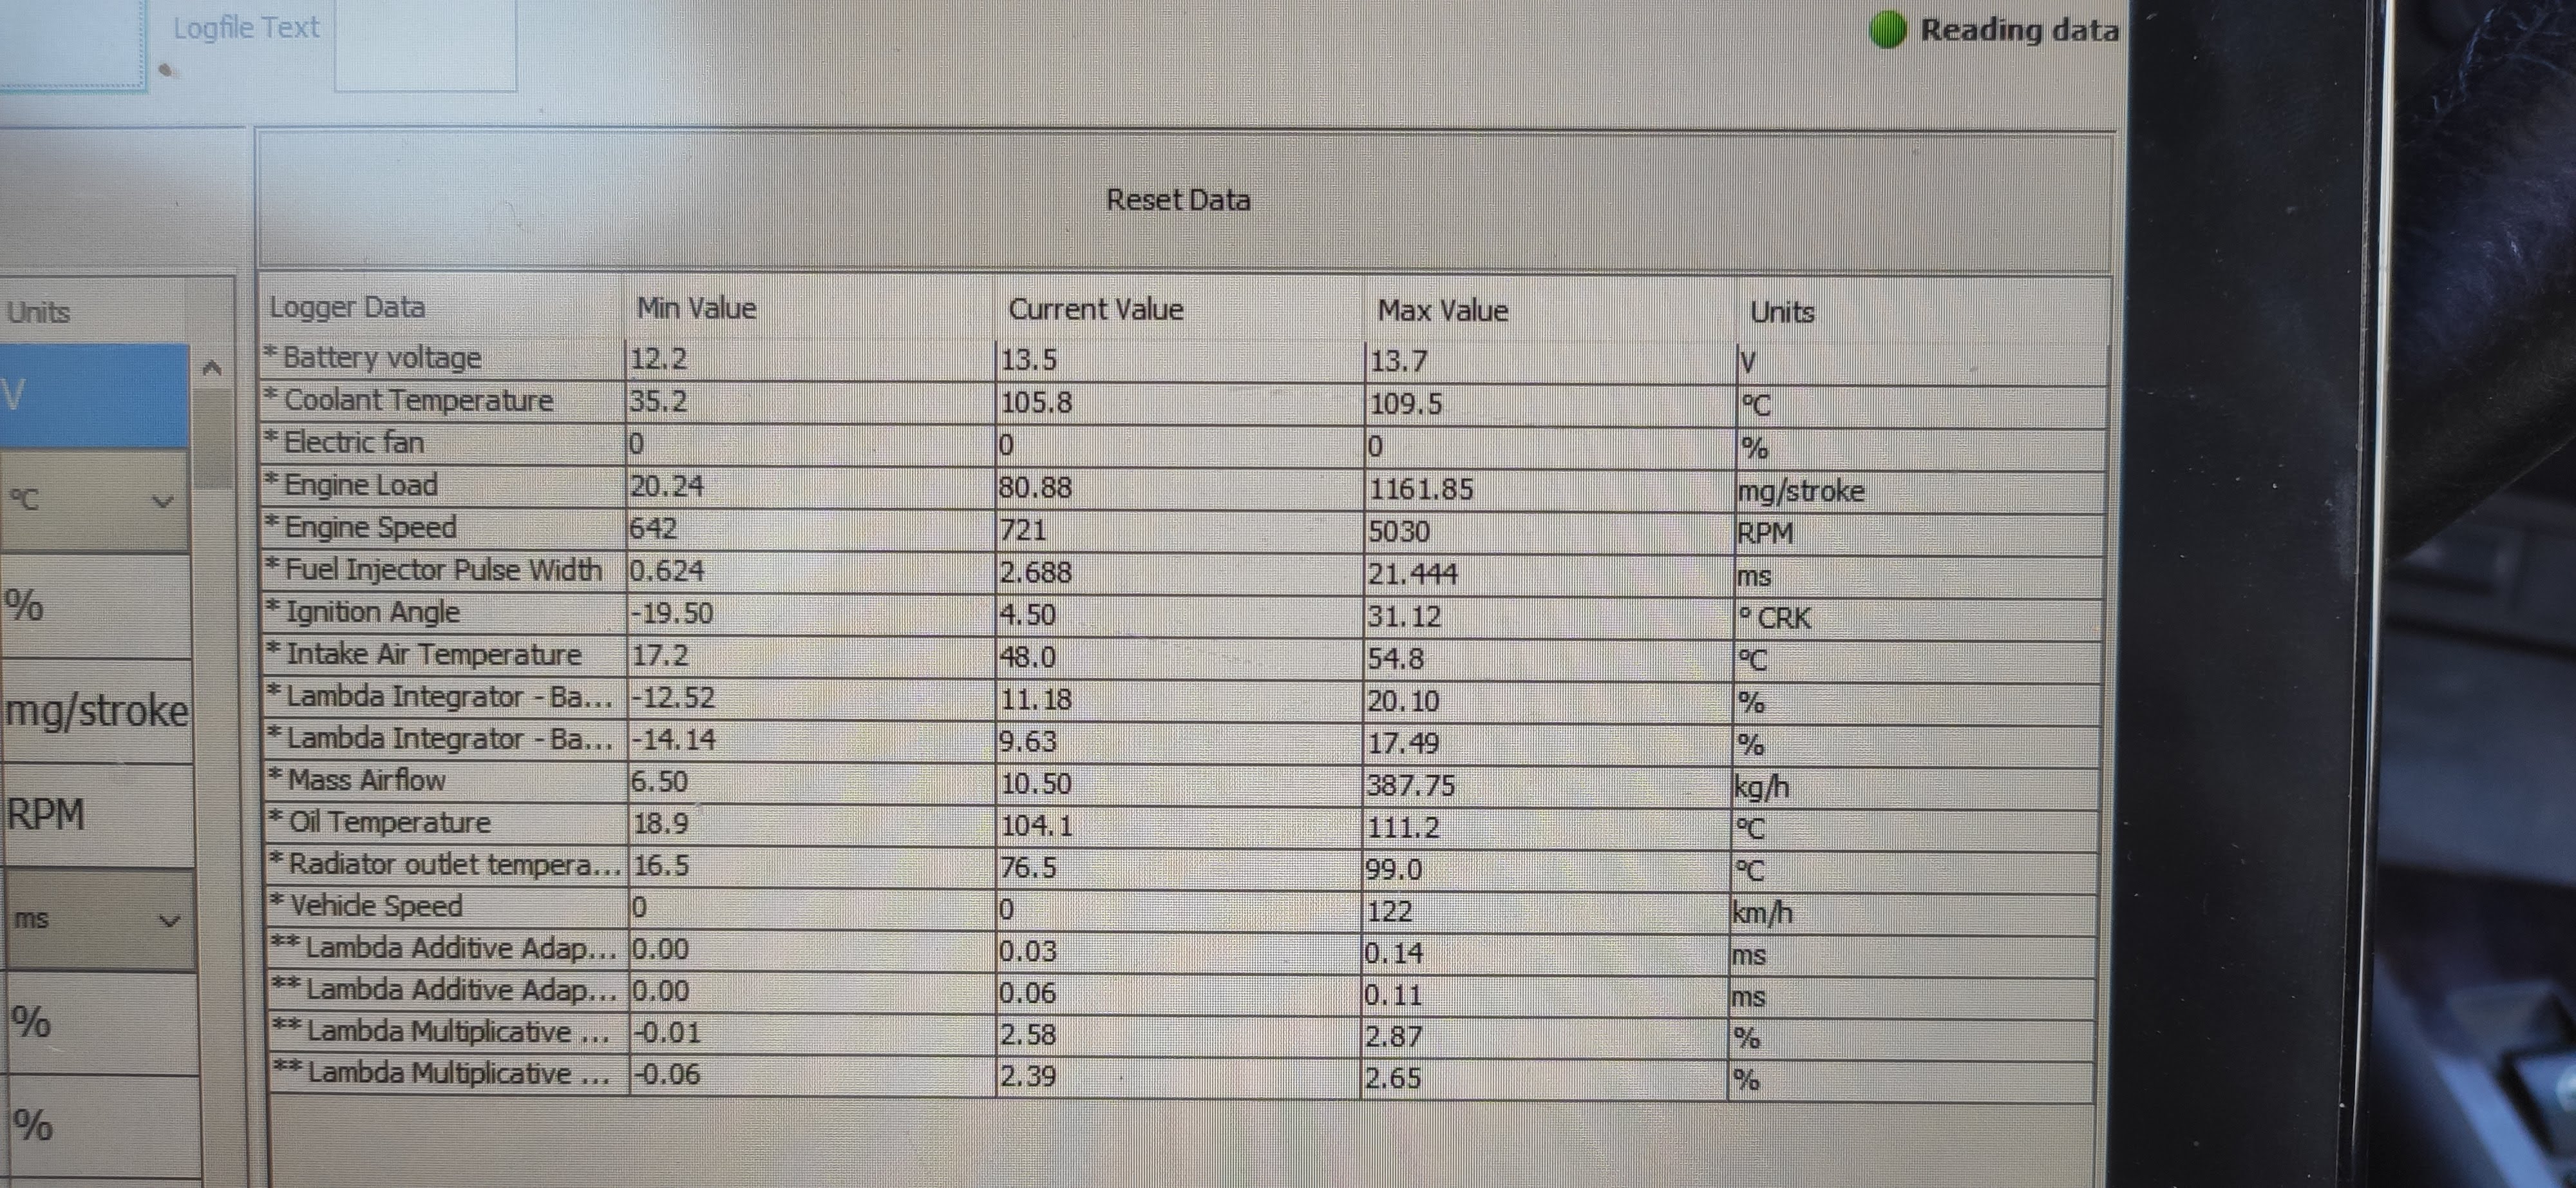 Logfile Text
Reading data
Reset Data
Units
V
°C
%
mg/stroke
RPM
ms
%
%
Logger Data Min Value Current Value Max Value Units
* Battery voltage 12.2 13.5 13.7 V
* Coolant Temperature 35.2 105.8 109.5 °C
* Electric fan 0 0 0 %
* Engine Load 20.24 80.88 1161.85 mg/stroke
* Engine Speed 642 721 5030 RPM
* Fuel Injector Pulse Width 0.624 2.688 21.444 ms
* Ignition Angle -19.50 4.50 31.12 ° CRK
* Intake Air Temperature 17.2 48.0 54.8 °C
* Lambda Integrator - Ba... -12.52 11.18 20.10 %
* Lambda Integrator - Ba... -14.14 9.63 17.49 %
* Mass Airflow 6.50 10.50 387.75 kg/h
* Oil Temperature 18.9 104.1 111.2 °C
* Radiator outlet tempera... 16.5 76.5 99.0 °C
* Vehicle Speed 0 0 122 km/h
** Lambda Additive Adap... 0.00 0.03 0.14 ms
** Lambda Additive Adap... 0.00 0.06 0.11 ms
** Lambda Multiplicative ... -0.01 2.58 2.87 %
** Lambda Multiplicative ... -0.06 2.39 2.65 %